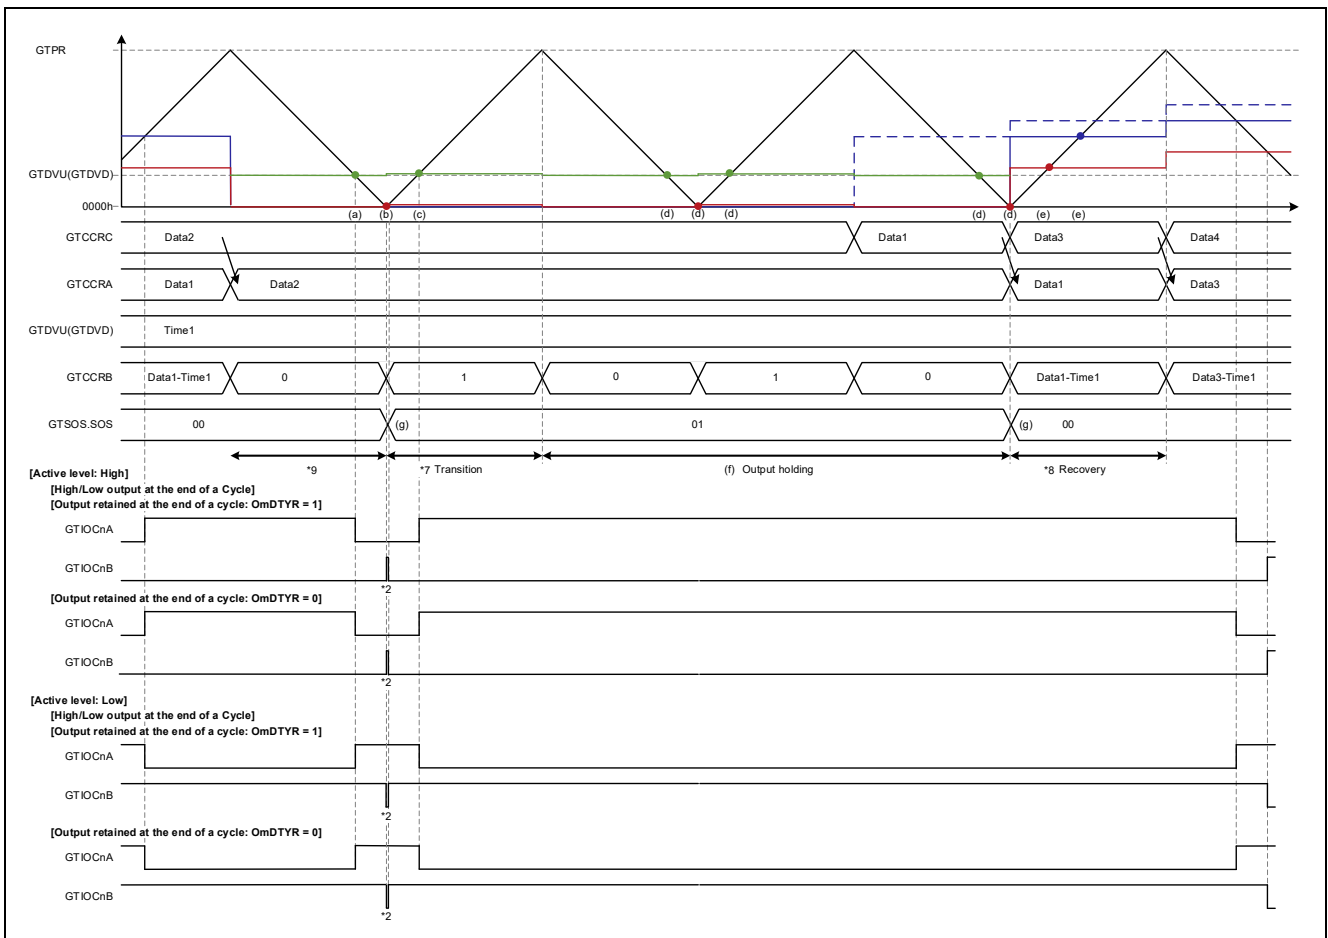 GTPR
GTDVU(GTDVD)
0000h
(a) (b) (c) (d) (d) (d) (d) (d) (e) (e)
GTCCRC Data2 Data1 Data3 Data4
GTCCRA Data1 Data2 Data1 Data3
GTDVU(GTDVD) Time1
GTCCRB Data1-Time1 0 1 0 1 0 Data1-Time1 Data3-Time1
GTSOS.SOS 00 (g) 01 (g) 00
*9 *7 Transition (f) Output holding *8 Recovery
[Active level: High]
[High/Low output at the end of a Cycle]
[Output retained at the end of a cycle: OmDTYR = 1]
GTIOCnA
GTIOCnB
*2
[Output retained at the end of a cycle: OmDTYR = 0]
GTIOCnA
GTIOCnB
*2
[Active level: Low]
[High/Low output at the end of a Cycle]
[Output retained at the end of a cycle: OmDTYR = 1]
GTIOCnA
GTIOCnB
*2
[Output retained at the end of a cycle: OmDTYR = 0]
GTIOCnA
GTIOCnB
*2